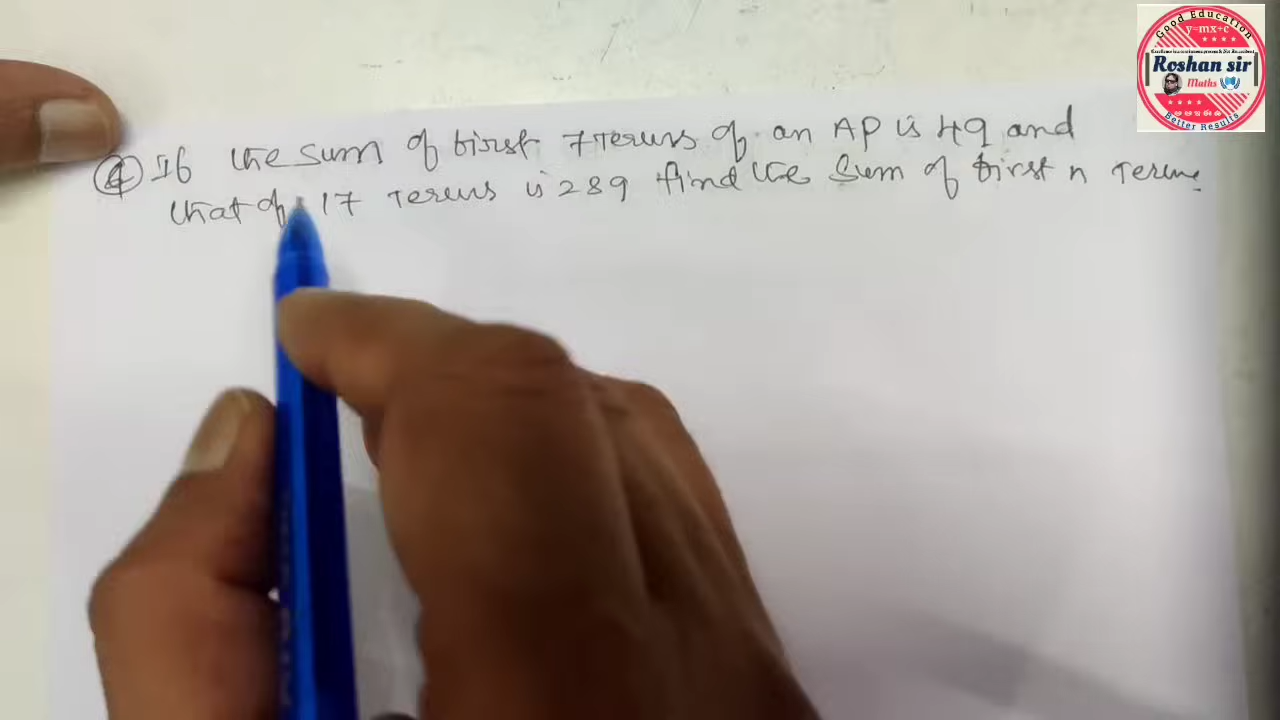 Good Education
y=mx+c
Roshan sir
Maths
Better Results
④ If the sum of first 7 terms of an AP is 49 and
that of 17 terms is 289 find the sum of first n terms.